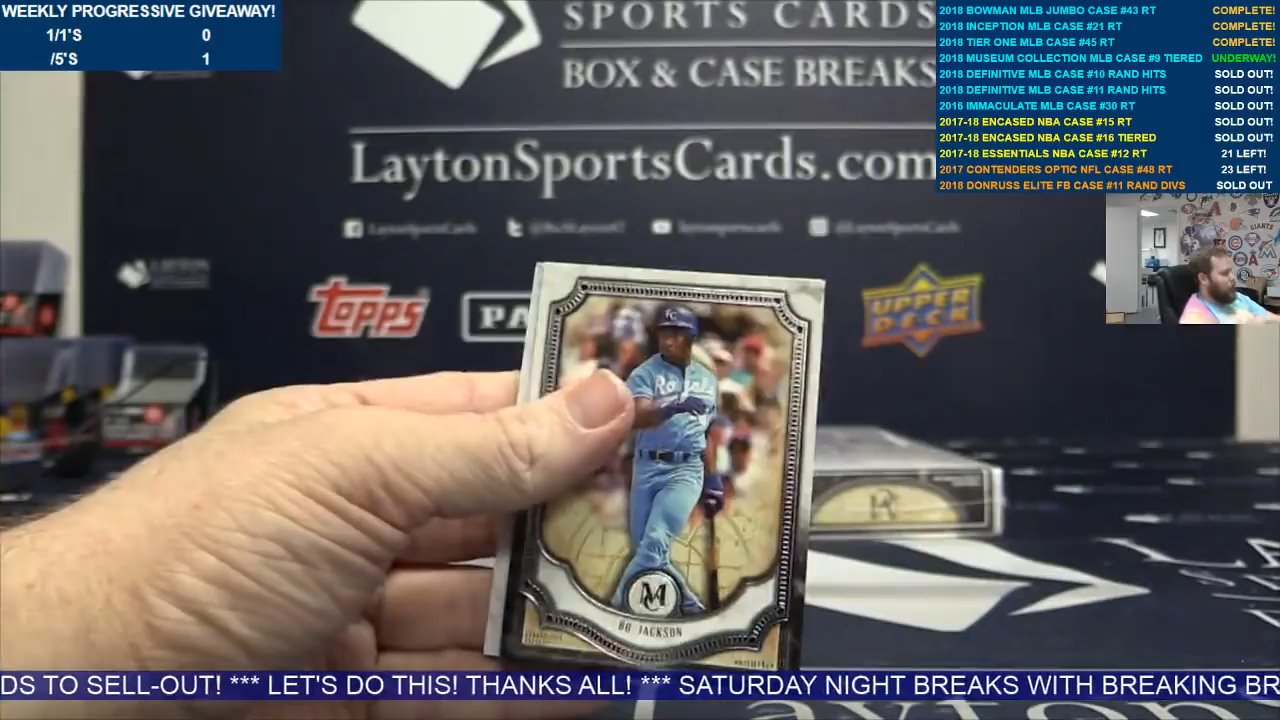 WEEKLY PROGRESSIVE GIVEAWAY!
1/1'S 0
/5'S 1
SPORTS CARDS
BOX & CASE BREAKS
LaytonSportsCards.com
2018 BOWMAN MLB JUMBO CASE #43 RT COMPLETE!
2018 INCEPTION MLB CASE #21 RT COMPLETE!
2018 TIER ONE MLB CASE #45 RT COMPLETE!
2018 MUSEUM COLLECTION MLB CASE #9 TIERED UNDERWAY!
2018 DEFINITIVE MLB CASE #10 RAND HITS SOLD OUT!
2018 DEFINITIVE MLB CASE #11 RAND HITS SOLD OUT!
2016 IMMACULATE MLB CASE #30 RT SOLD OUT!
2017-18 ENCASED NBA CASE #15 RT SOLD OUT!
2017-18 ENCASED NBA CASE #16 TIERED SOLD OUT!
2017-18 ESSENTIALS NBA CASE #12 RT 21 LEFT!
2017 CONTENDERS OPTIC NFL CASE #48 RT 23 LEFT!
2018 DONRUSS ELITE FB CASE #11 RAND DIVS SOLD OUT
LaytonSportsCards
LAYTON
TOPPS
PA
UPPER DECK
KC
Royals
MC
BO JACKSON
DS TO SELL-OUT! *** LET'S DO THIS! THANKS ALL! *** SATURDAY NIGHT BREAKS WITH BREAKING BR